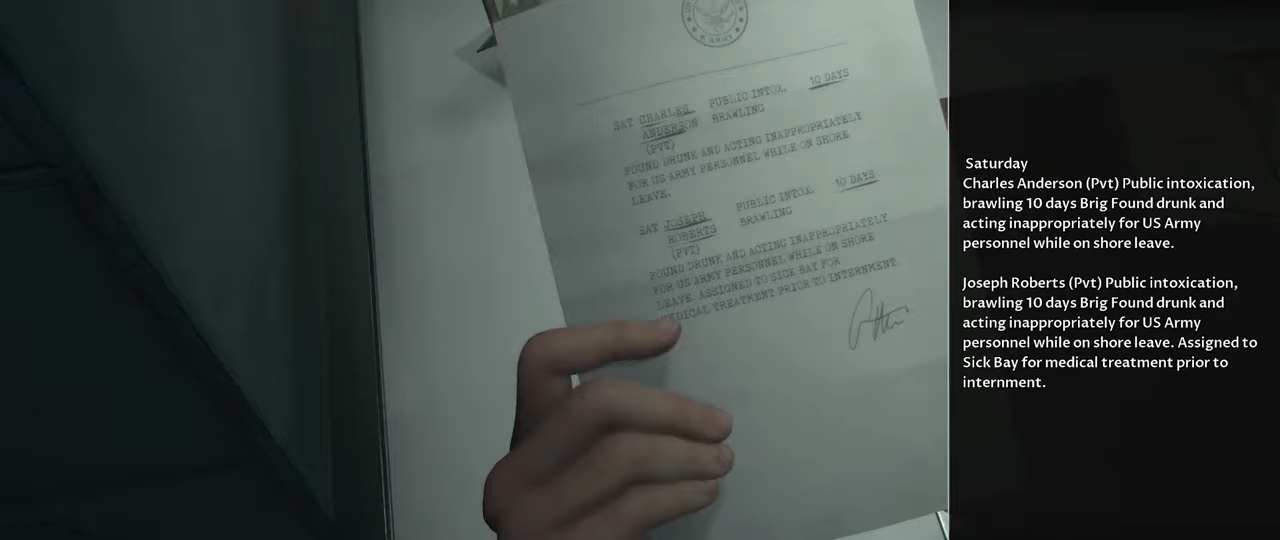 ARMY
SAT CHARLES PUBLIC INTOX. 10 DAYS
ANDERSON BRAWLING
(PVT)
FOUND DRUNK AND ACTING INAPPROPRIATELY
FOR US ARMY PERSONNEL WHILE ON SHORE
LEAVE.
SAT JOSEPH PUBLIC INTOX. 10 DAYS
ROBERTS BRAWLING
(PVT)
FOUND DRUNK AND ACTING INAPPROPRIATELY
FOR US ARMY PERSONNEL WHILE ON SHORE
LEAVE. ASSIGNED TO SICK BAY FOR
MEDICAL TREATMENT PRIOR TO INTERNMENT.
Saturday
Charles Anderson (Pvt) Public intoxication,
brawling 10 days Brig Found drunk and
acting inappropriately for US Army
personnel while on shore leave.
Joseph Roberts (Pvt) Public intoxication,
brawling 10 days Brig Found drunk and
acting inappropriately for US Army
personnel while on shore leave. Assigned to
Sick Bay for medical treatment prior to
internment.